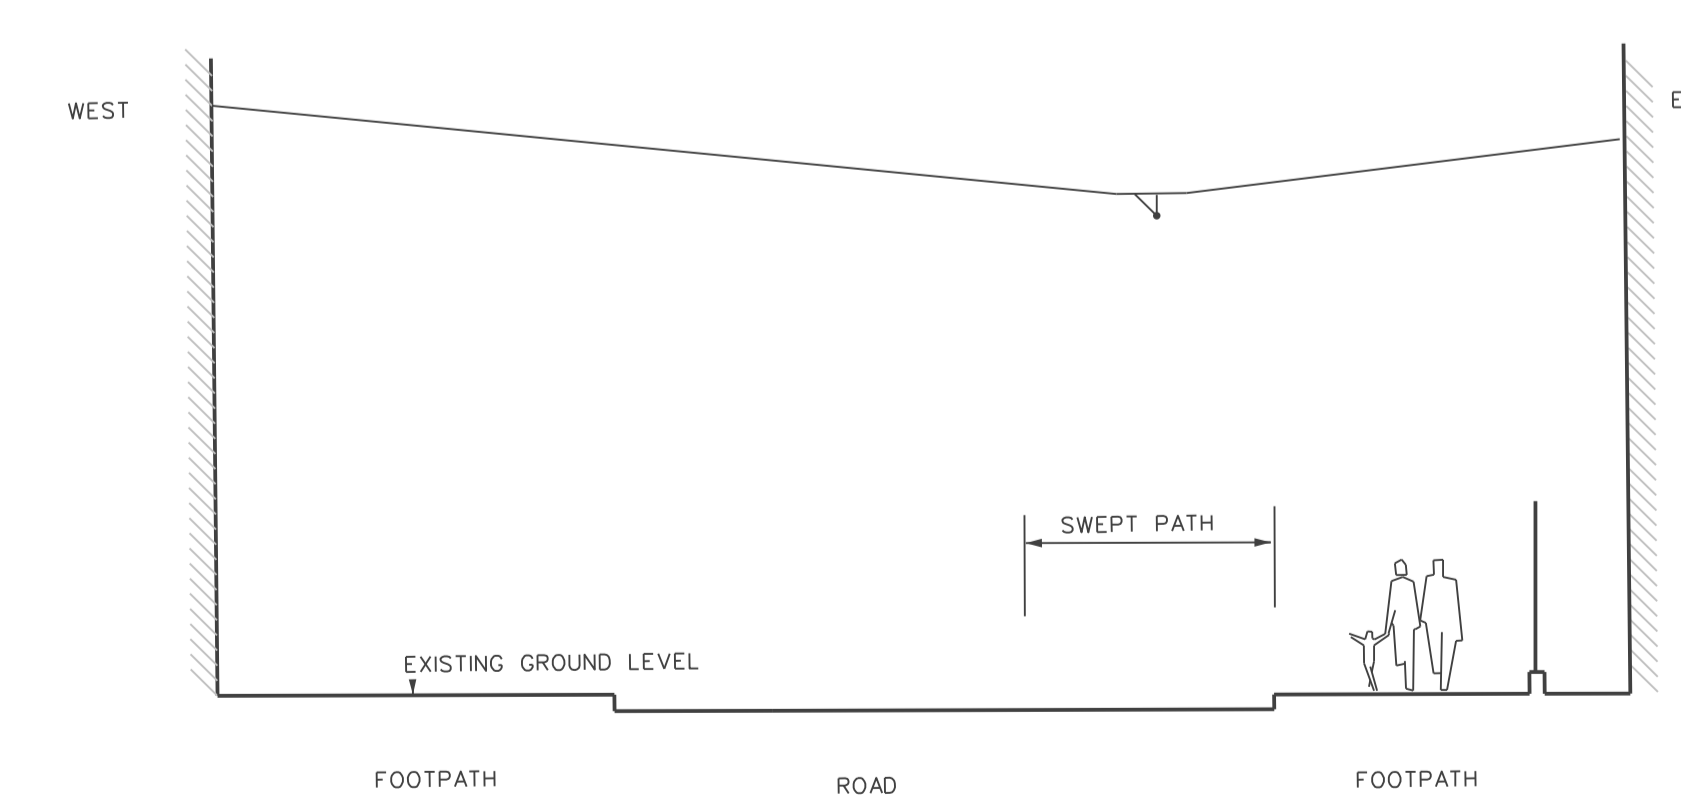 WEST
SWEPT PATH
EXISTING GROUND LEVEL
FOOTPATH
ROAD
FOOTPATH